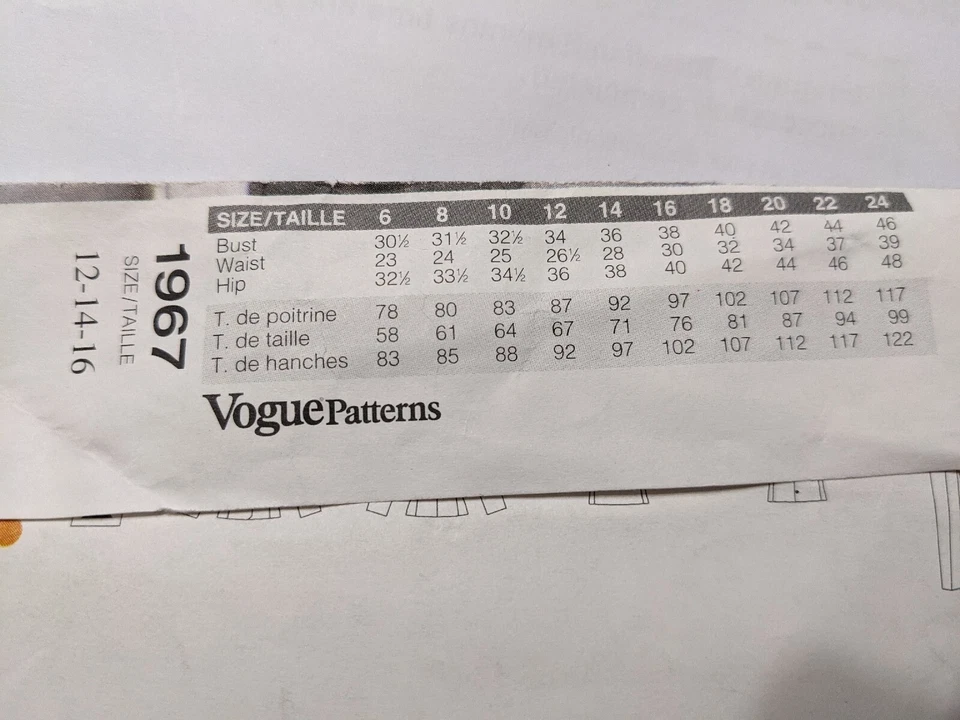 SIZE/TAILLE 6 8 10 12 14 16 18 20 22 24
Bust 30½ 31½ 32½ 34 36 38 40 42 44 46
Waist 23 24 25 26½ 28 30 32 34 37 39
Hip 32½ 33½ 34½ 36 38 40 42 44 46 48
T. de poitrine 78 80 83 87 92 97 102 107 112 117
T. de taille 58 61 64 67 71 76 81 87 94 99
T. de hanches 83 85 88 92 97 102 107 112 117 122
Vogue Patterns
1967
SIZE/TAILLE
12-14-16